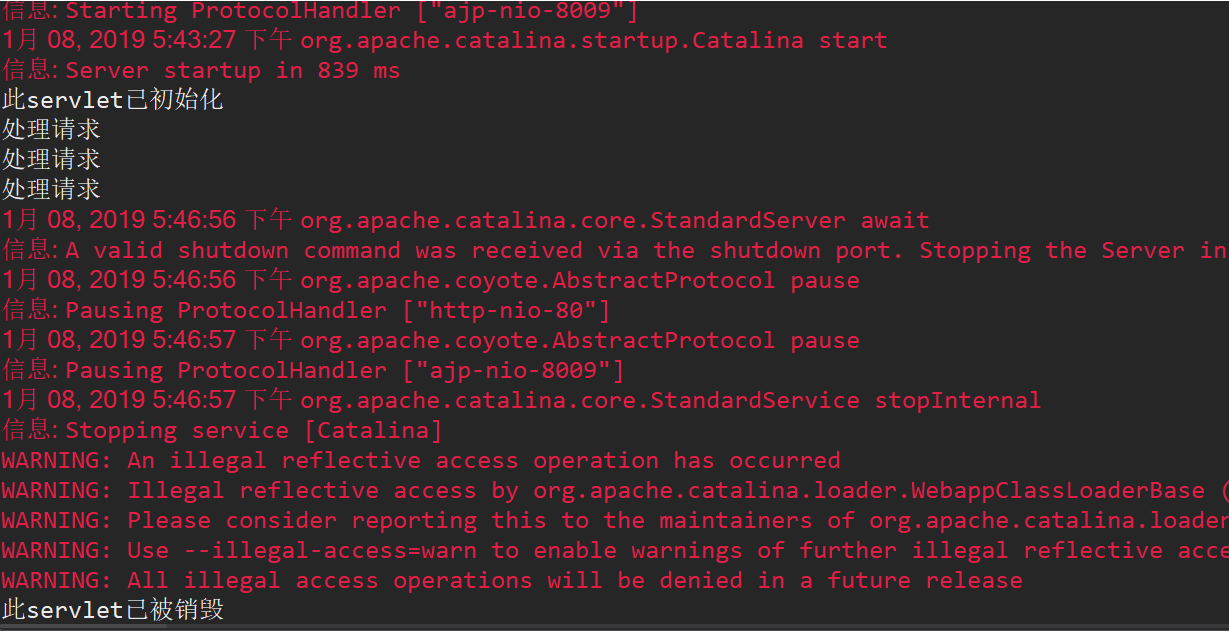 信息: Starting ProtocolHandler ["ajp-nio-8009"]
1月 08, 2019 5:43:27 下午 org.apache.catalina.startup.Catalina start
信息: Server startup in 839 ms
此servlet已初始化
处理请求
处理请求
处理请求
1月 08, 2019 5:46:56 下午 org.apache.catalina.core.StandardServer await
信息: A valid shutdown command was received via the shutdown port. Stopping the Server in
1月 08, 2019 5:46:56 下午 org.apache.coyote.AbstractProtocol pause
信息: Pausing ProtocolHandler ["http-nio-80"]
1月 08, 2019 5:46:57 下午 org.apache.coyote.AbstractProtocol pause
信息: Pausing ProtocolHandler ["ajp-nio-8009"]
1月 08, 2019 5:46:57 下午 org.apache.catalina.core.StandardService stopInternal
信息: Stopping service [Catalina]
WARNING: An illegal reflective access operation has occurred
WARNING: Illegal reflective access by org.apache.catalina.loader.WebappClassLoaderBase (
WARNING: Please consider reporting this to the maintainers of org.apache.catalina.loader
WARNING: Use --illegal-access=warn to enable warnings of further illegal reflective acce
WARNING: All illegal access operations will be denied in a future release
此servlet已被销毁